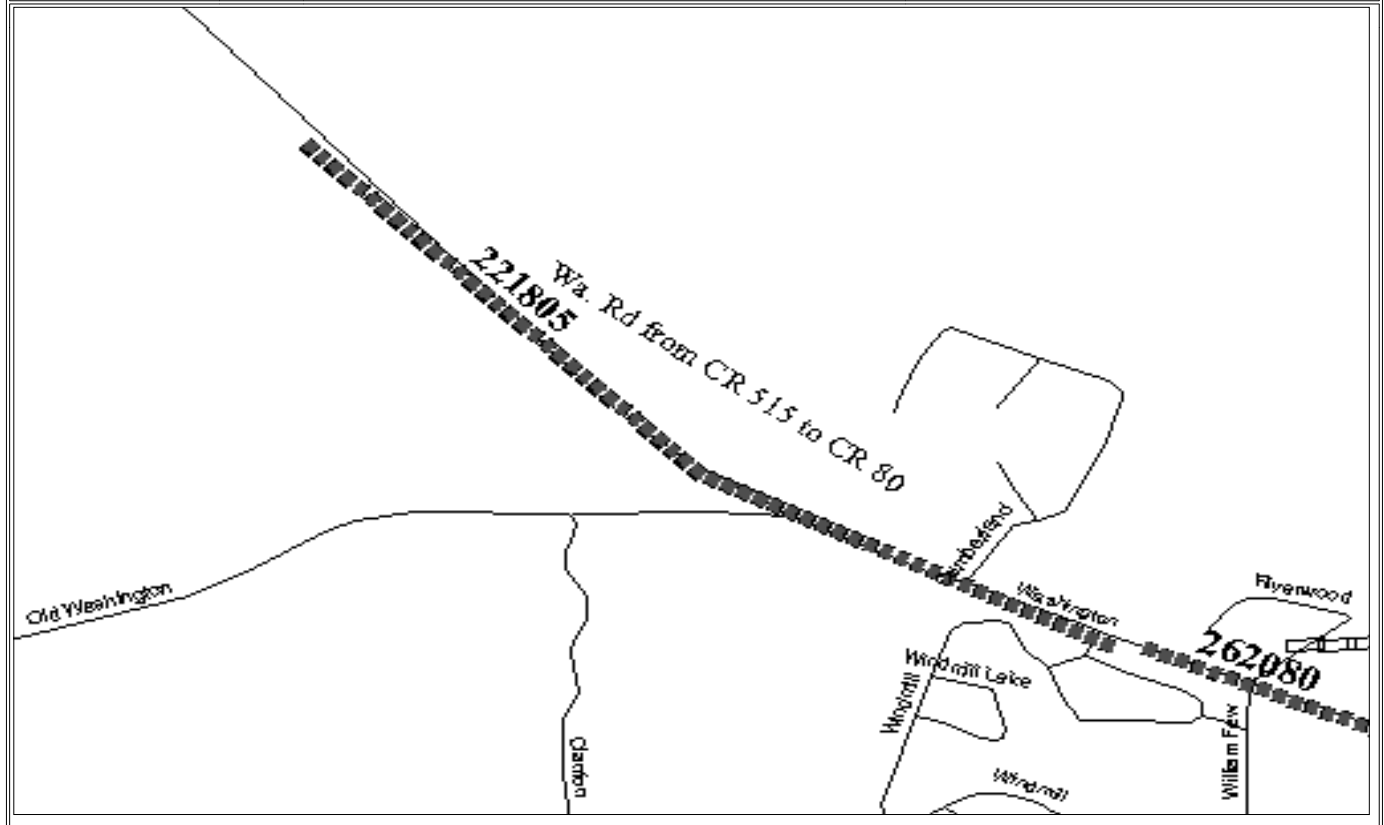 221805
Wa. Rd from CR 515 to CR 80
Washington
Riverwood
Old Washington
262080
Windmill Lake
Windmill
William Few
Clanton
Windmill